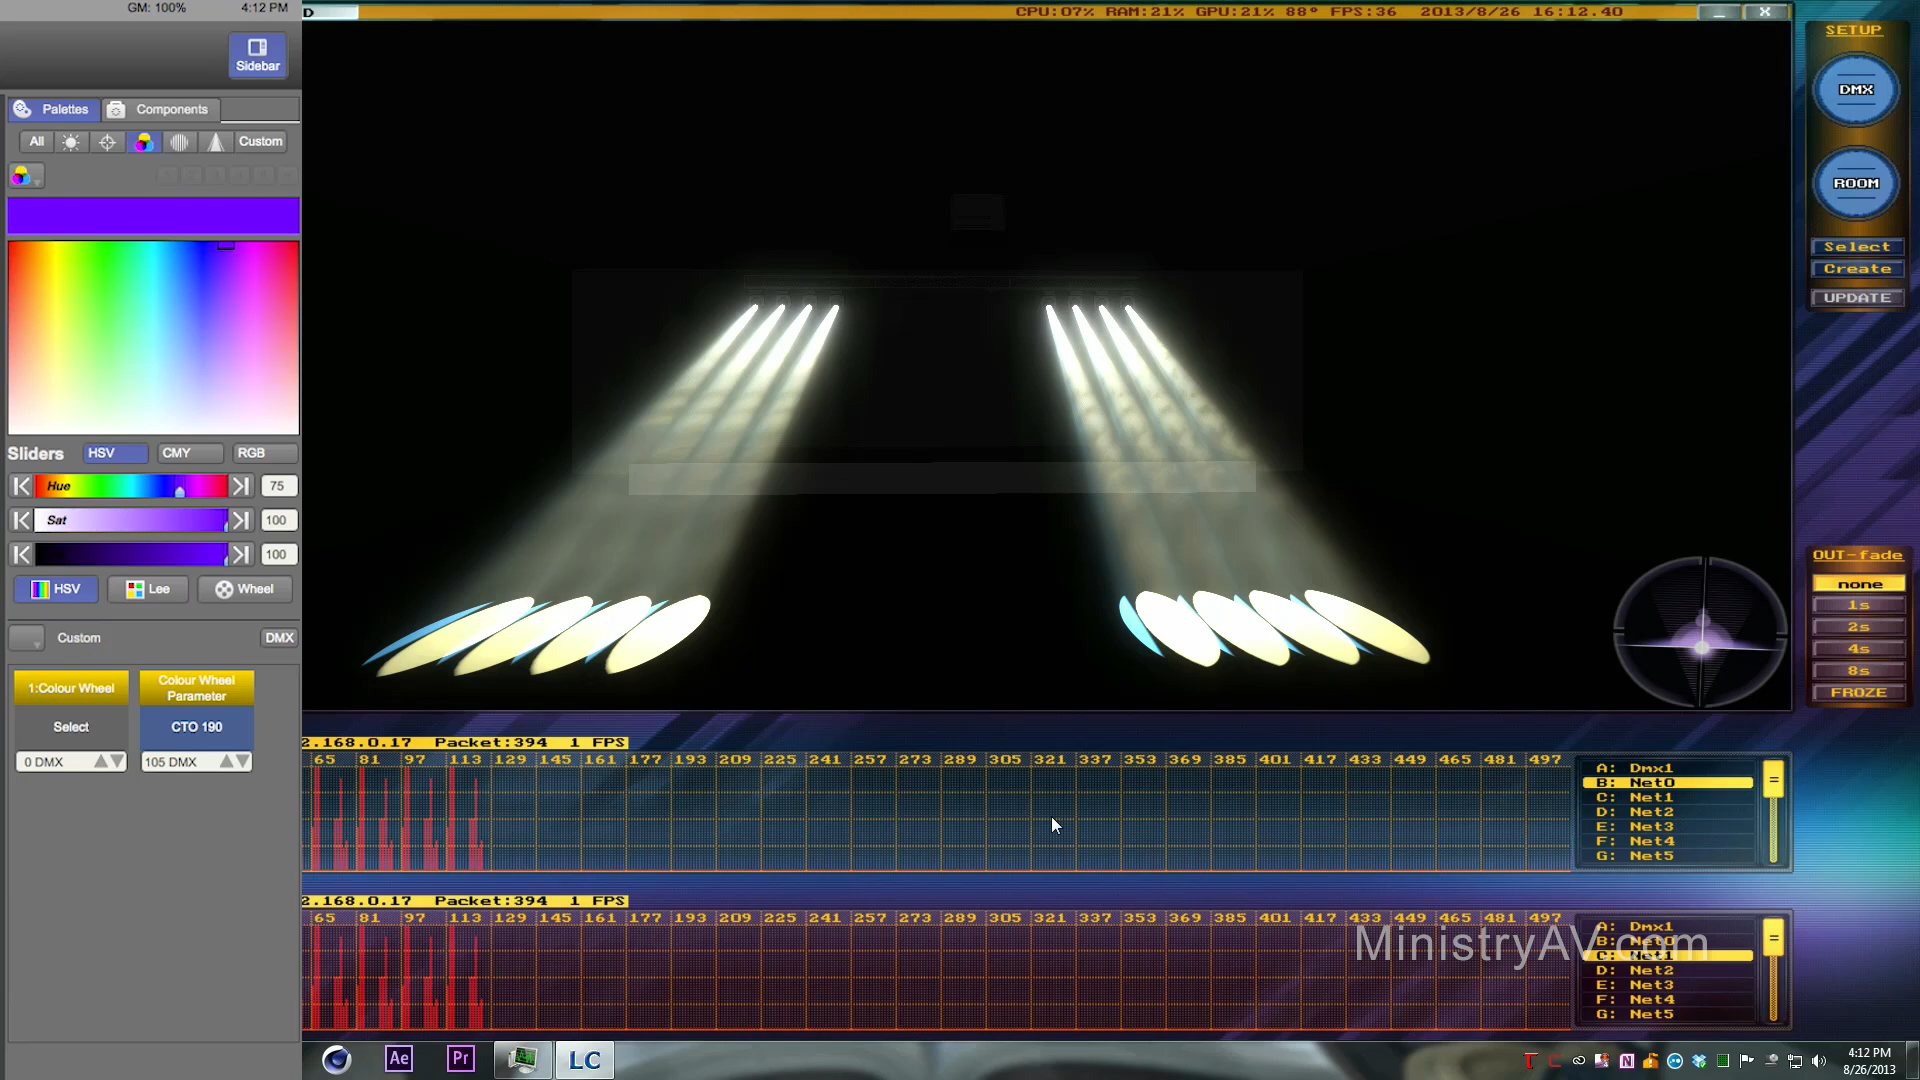 GM: 100% 4:12 PM
D CPU:07% RAM:21% GPU:21% 88° FPS:36 2013/8/26 16:12.40
Sidebar
Palettes Components
All Custom
Sliders HSV CMY RGB
Hue 75
Sat 100
100
HSV Lee Wheel
Custom DMX
1:Colour Wheel
Select
0 DMX
Colour Wheel
Parameter
CTO 190
105 DMX
SETUP
DMX
ROOM
Select
Create
UPDATE
OUT-fade
none
1s
2s
4s
8s
FROZE
2.168.0.17 Packet:394 1 FPS
65 81 97 113 129 145 161 177 193 209 225 241 257 273 289 305 321 337 353 369 385 401 417 433 449 465 481 497
A: Dmx1
B: Net0
C: Net1
D: Net2
E: Net3
F: Net4
G: Net5
2.168.0.17 Packet:394 1 FPS
65 81 97 113 129 145 161 177 193 209 225 241 257 273 289 305 321 337 353 369 385 401 417 433 449 465 481 497
A: Dmx1
B: Net0
C: Net1
D: Net2
E: Net3
F: Net4
G: Net5
MinistryAV.com
Ae Pr LC
4:12 PM
8/26/2013